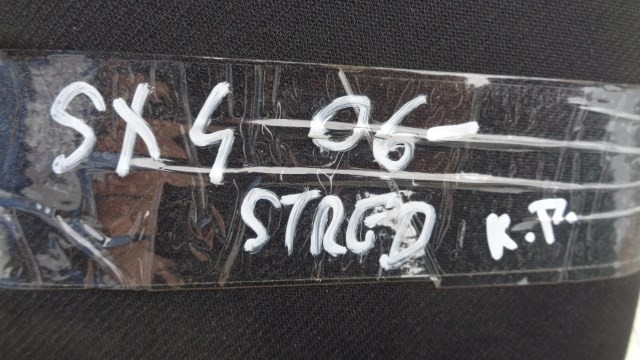 SX4 06-
STRED K.P.